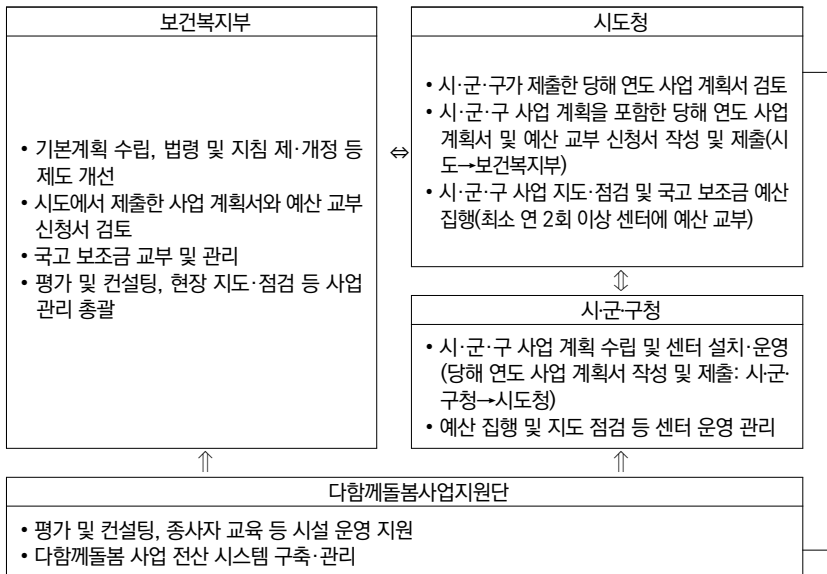 보건복지부
• 기본계획 수립, 법령 및 지침 제·개정 등
제도 개선
• 시도에서 제출한 사업 계획서와 예산 교부
신청서 검토
• 국고 보조금 교부 및 관리
• 평가 및 컨설팅, 현장 지도·점검 등 사업
관리 총괄
⇔
시도청
• 시·군·구가 제출한 당해 연도 사업 계획서 검토
• 시·군·구 사업 계획을 포함한 당해 연도 사업
계획서 및 예산 교부 신청서 작성 및 제출(시
도→보건복지부)
• 시·군·구 사업 지도·점검 및 국고 보조금 예산
집행(최소 연 2회 이상 센터에 예산 교부)
⇕
시·군·구청
• 시·군·구 사업 계획 수립 및 센터 설치·운영
(당해 연도 사업 계획서 작성 및 제출: 시·군·
구청→시도청)
• 예산 집행 및 지도 점검 등 센터 운영 관리
⇑ ⇑
다함께돌봄사업지원단
• 평가 및 컨설팅, 종사자 교육 등 시설 운영 지원
• 다함께돌봄 사업 전산 시스템 구축·관리